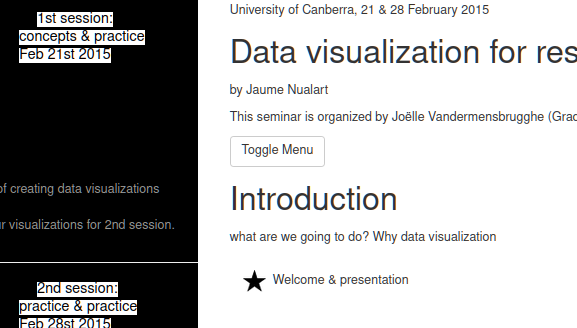 1st session:
concepts & practice
Feb 21st 2015
of creating data visualizations
visualizations for 2nd session.
2nd session:
practice & practice
Feb 28st 2015
University of Canberra, 21 & 28 February 2015
Data visualization for
by Jaume Nualart
This seminar is organized by Joëlle Vandermensbrugghe
Toggle Menu
Introduction
what are we going to do? Why data visualization
Welcome & presentation